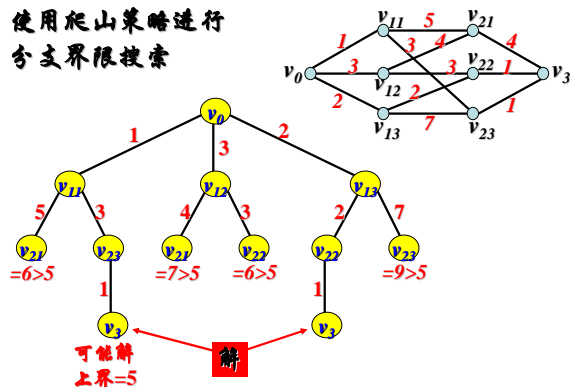 使用爬山策略进行
分支界限搜索
v11 5 v21
1 3 4 4
v0 3 v12 3 v22 1 v3
2 2 1
v13 7 v23
v0
1 3 2
v11 v12 v13
5 3 4 3 2 7
v21 v23 v21 v22 v22 v23
=6>5 =7>5 =6>5 =9>5
1 1
v3 v3
可能解 解
上界=5